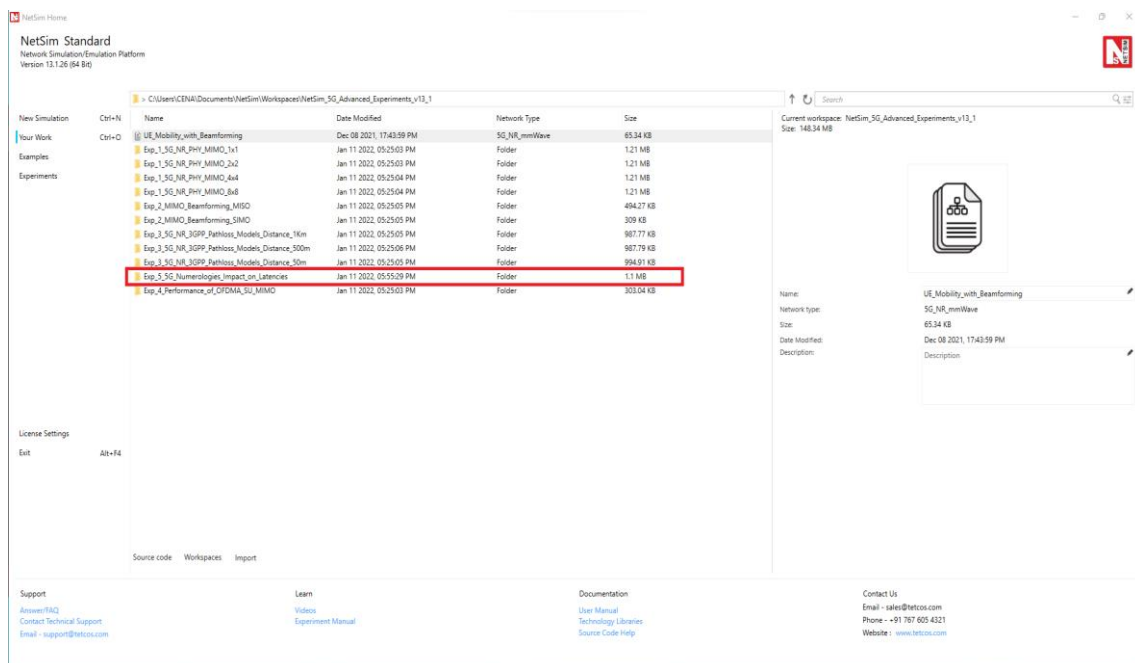 NetSim Home
NetSim Standard
Network Simulation/Emulation Platform
Version 13.1.26 (64 Bit)
NETSIM
> C:\Users\CENA\Documents\NetSim\Workspaces\NetSim_5G_Advanced_Experiments_v13_1
Search
New Simulation Ctrl+N
Your Work Ctrl+O
Examples
Experiments
License Settings
Exit Alt+F4
Name Date Modified Network Type Size
UE_Mobility_with_Beamforming Dec 08 2021, 17:43:59 PM 5G_NR_mmWave 65.34 KB
Exp_1_5G_NR_PHY_MIMO_1x1 Jan 11 2022, 05:25:03 PM Folder 1.21 MB
Exp_1_5G_NR_PHY_MIMO_2x2 Jan 11 2022, 05:25:03 PM Folder 1.21 MB
Exp_1_5G_NR_PHY_MIMO_4x4 Jan 11 2022, 05:25:04 PM Folder 1.21 MB
Exp_1_5G_NR_PHY_MIMO_8x8 Jan 11 2022, 05:25:04 PM Folder 1.21 MB
Exp_2_MIMO_Beamforming_MISO Jan 11 2022, 05:25:05 PM Folder 494.27 KB
Exp_2_MIMO_Beamforming_SIMO Jan 11 2022, 05:25:05 PM Folder 309 KB
Exp_3_5G_NR_3GPP_Pathloss_Models_Distance_1Km Jan 11 2022, 05:25:05 PM Folder 987.77 KB
Exp_3_5G_NR_3GPP_Pathloss_Models_Distance_500m Jan 11 2022, 05:25:06 PM Folder 987.79 KB
Exp_3_5G_NR_3GPP_Pathloss_Models_Distance_50m Jan 11 2022, 05:25:05 PM Folder 994.91 KB
Exp_5_5G_Numerologies_Impact_on_Latencies Jan 11 2022, 05:55:29 PM Folder 1.1 MB
Exp_4_Performance_of_OFDMA_SU_MIMO Jan 11 2022, 05:25:03 PM Folder 303.04 KB
Source code Workspaces Import
Current workspace: NetSim_5G_Advanced_Experiments_v13_1
Size: 148.34 MB
Name: UE_Mobility_with_Beamforming
Network type: 5G_NR_mmWave
Size: 65.34 KB
Date Modified: Dec 08 2021, 17:43:59 PM
Description: Description
Support
Answer/FAQ
Contact Technical Support
Email - support@tetcos.com
Learn
Videos
Experiment Manual
Documentation
User Manual
Technology Libraries
Source Code Help
Contact Us
Email - sales@tetcos.com
Phone - +91 767 605 4321
Website : www.tetcos.com